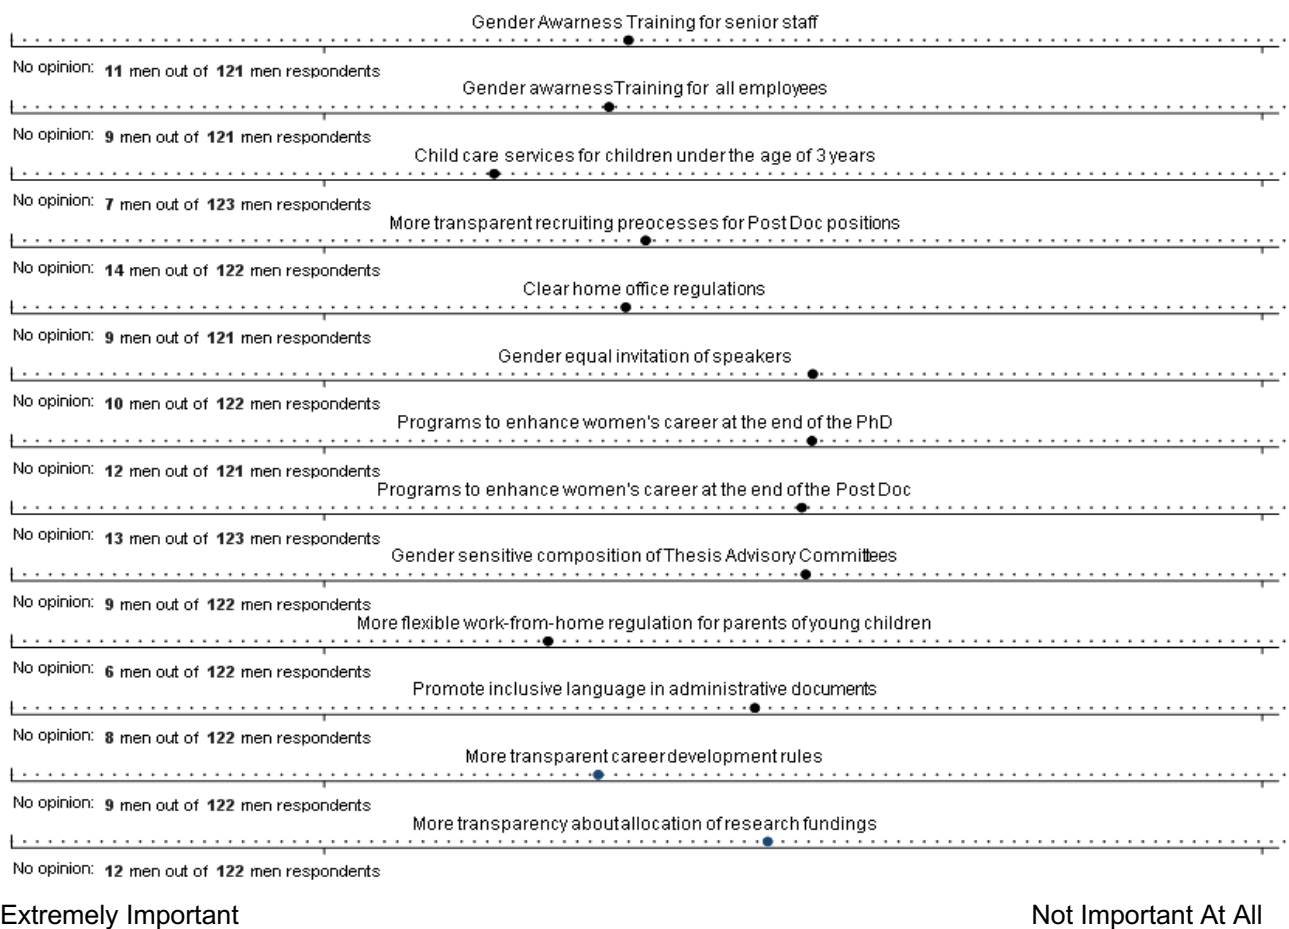 Gender Awarness Training for senior staff
No opinion: 11 men out of 121 men respondents
Gender awarness Training for all employees
No opinion: 9 men out of 121 men respondents
Child care services for children under the age of 3 years
No opinion: 7 men out of 123 men respondents
More transparent recruiting preocesses for Post Doc positions
No opinion: 14 men out of 122 men respondents
Clear home office regulations
No opinion: 9 men out of 121 men respondents
Gender equal invitation of speakers
No opinion: 10 men out of 122 men respondents
Programs to enhance women's career at the end of the PhD
No opinion: 12 men out of 121 men respondents
Programs to enhance women's career at the end of the Post Doc
No opinion: 13 men out of 123 men respondents
Gender sensitive composition of Thesis Advisory Committees
No opinion: 9 men out of 122 men respondents
More flexible work-from-home regulation for parents of young children
No opinion: 6 men out of 122 men respondents
Promote inclusive language in administrative documents
No opinion: 8 men out of 122 men respondents
More transparent career development rules
No opinion: 9 men out of 122 men respondents
More transparency about allocation of research fundings
No opinion: 12 men out of 122 men respondents
Extremely Important Not Important At All